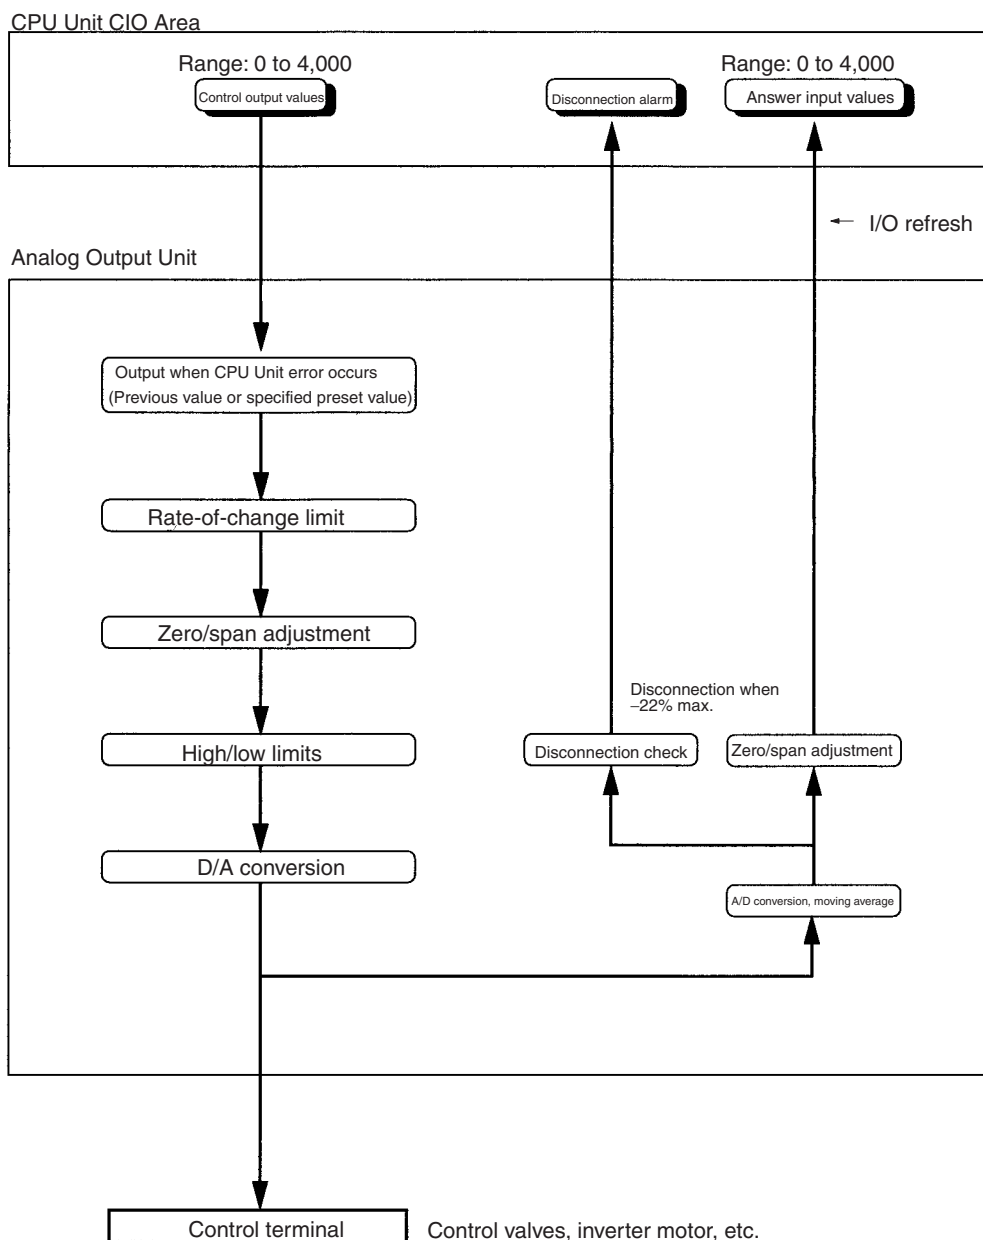 CPU Unit CIO Area
Range: 0 to 4,000
Range: 0 to 4,000
Control output values
Disconnection alarm
Answer input values
I/O refresh
Analog Output Unit
Output when CPU Unit error occurs
(Previous value or specified preset value)
Rate-of-change limit
Zero/span adjustment
Disconnection when
–22% max.
High/low limits
Disconnection check
Zero/span adjustment
D/A conversion
A/D conversion, moving average
Control terminal
Control valves, inverter motor, etc.